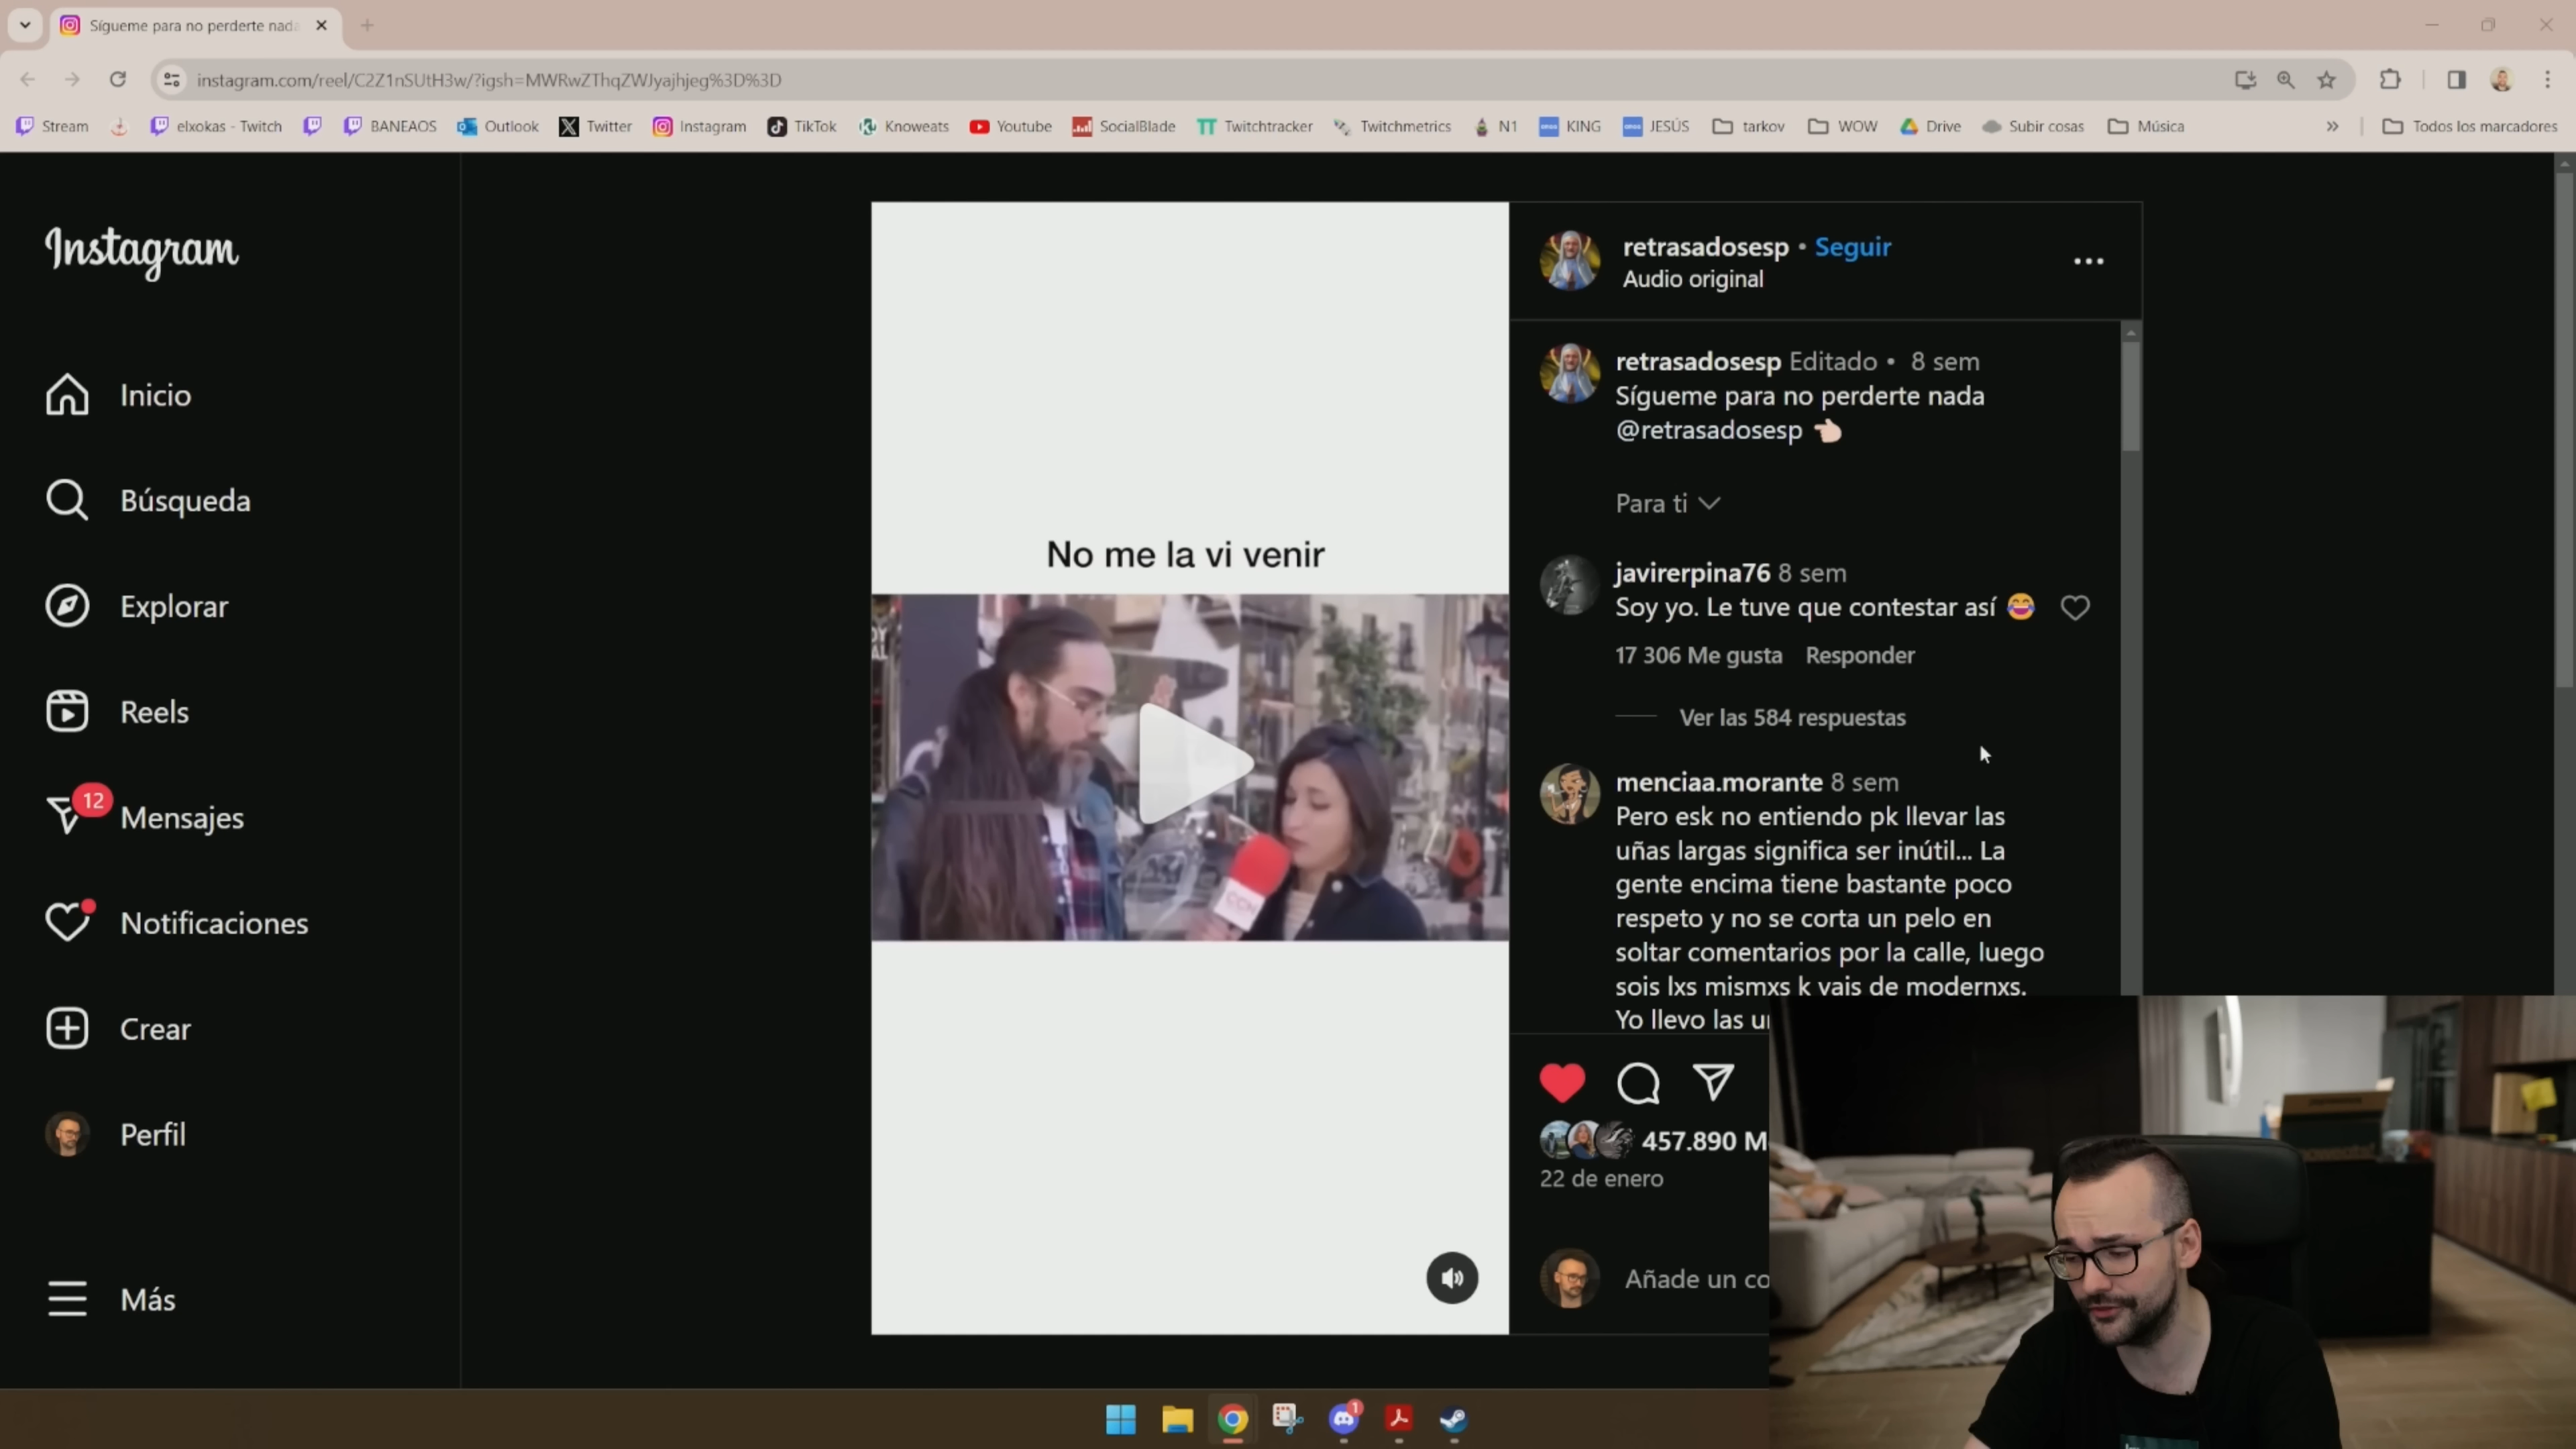 Sígueme para no perderte nada
instagram.com/reel/C2Z1nSUtH3w/?igsh=MWRwZThqZWJyajhjeg%3D%3D
Stream
elxokas - Twitch
BANEAOS
Outlook
Twitter
Instagram
TikTok
Knoweats
Youtube
SocialBlade
Twitchtracker
Twitchmetrics
N1
KING
JESÚS
tarkov
WOW
Drive
Subir cosas
Música
»
Todos los marcadores
Instagram
Inicio
Búsqueda
Explorar
Reels
12
Mensajes
Notificaciones
Crear
Perfil
Más
No me la vi venir
retrasadosesp • Seguir
Audio original
retrasadosesp Editado • 8 sem
Sígueme para no perderte nada
@retrasadosesp 👈🏻
Para ti
javirerpina76 8 sem
Soy yo. Le tuve que contestar así 😂
17 306 Me gusta Responder
Ver las 584 respuestas
menciaa.morante 8 sem
Pero esk no entiendo pk llevar las
uñas largas significa ser inútil... La
gente encima tiene bastante poco
respeto y no se corta un pelo en
soltar comentarios por la calle, luego
sois lxs mismxs k vais de modernxs.
Yo llevo las u
457.890 M
22 de enero
Añade un co
1